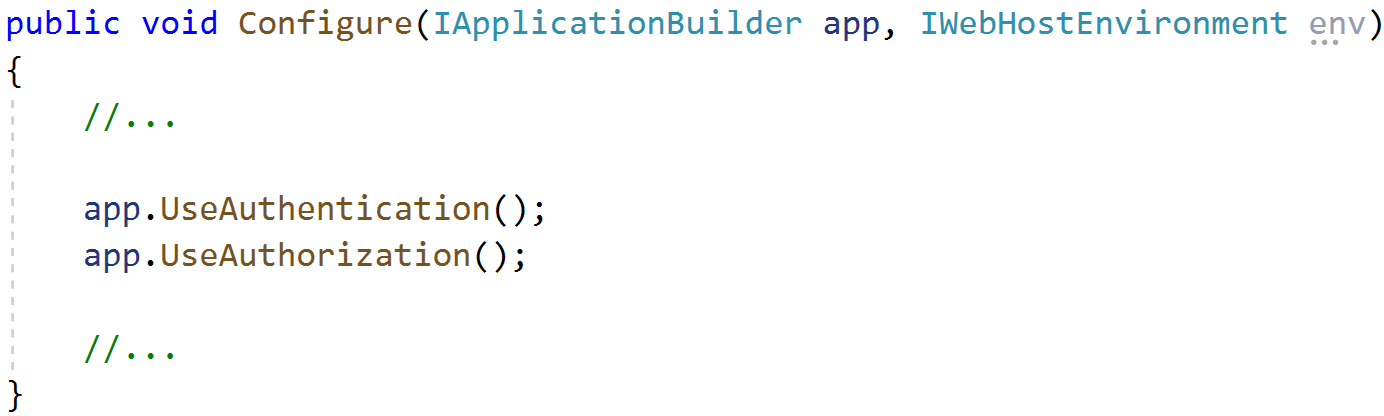 public void Configure(IApplicationBuilder app, IWebHostEnvironment env)
{
    //...

    app.UseAuthentication();
    app.UseAuthorization();

    //...
}